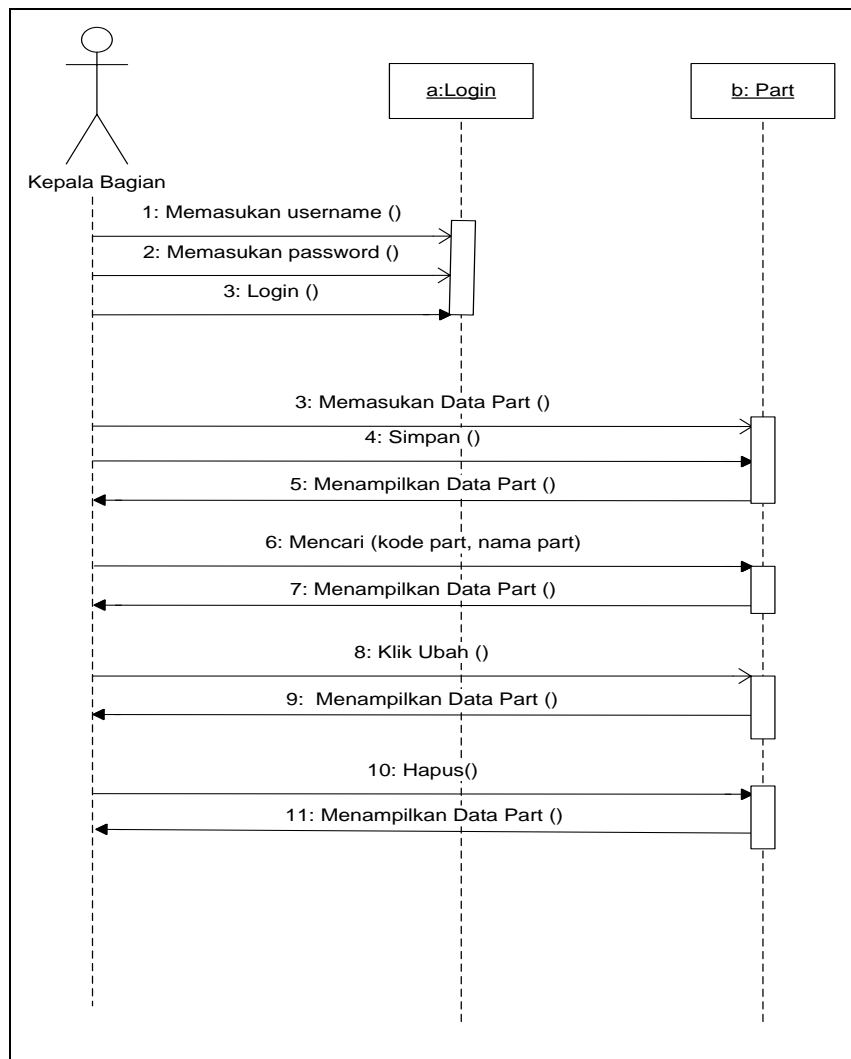 a:Login
b: Part
Kepala Bagian
1: Memasukan username ()
2: Memasukan password ()
3: Login ()
3: Memasukan Data Part ()
4: Simpan ()
5: Menampilkan Data Part ()
6: Mencari (kode part, nama part)
7: Menampilkan Data Part ()
8: Klik Ubah ()
9: Menampilkan Data Part ()
10: Hapus()
11: Menampilkan Data Part ()